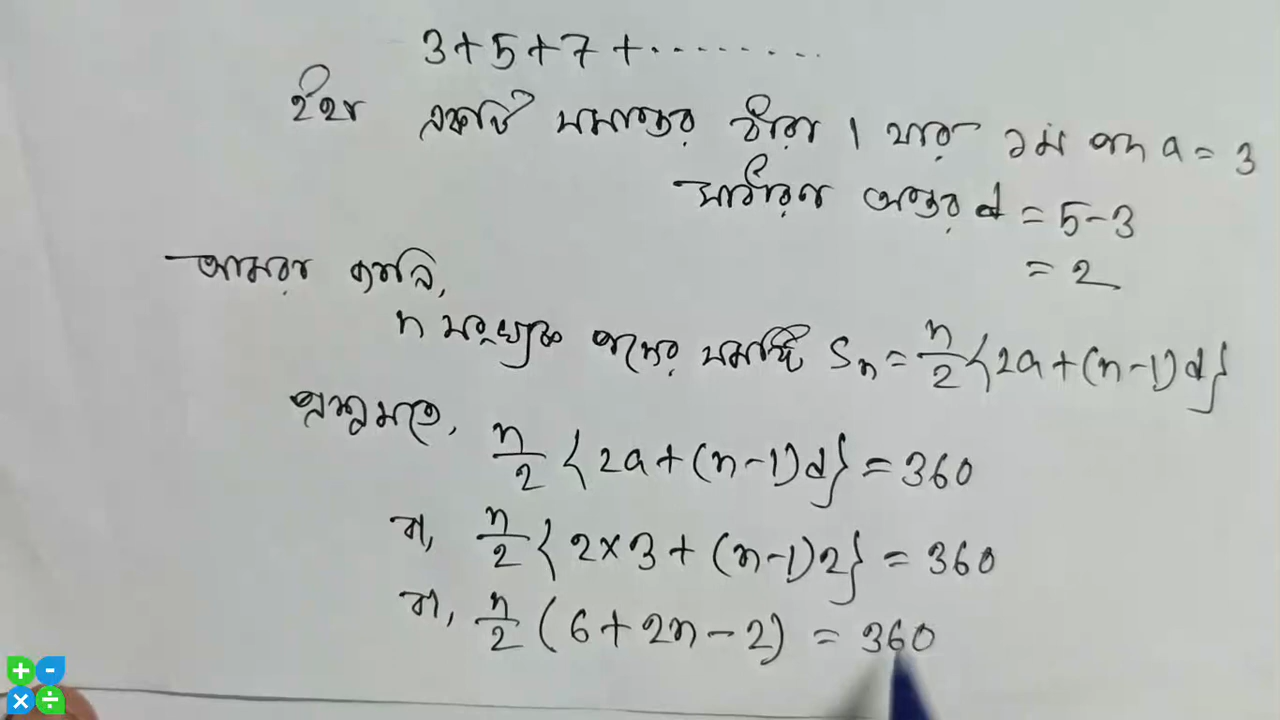 3+5+7+.........
ইহা একটি সমান্তর ধারা । যার ১ম পদ a = 3
সাধারণ অন্তর d = 5-3
= 2
আমরা জানি,
n সংখ্যক পদের সমষ্টি Sn = n/2 {2a+(n-1)d}
প্রশ্নমতে,
n/2 {2a+(n-1)d} = 360
বা, n/2 {2×3+(n-1)2} = 360
বা, n/2 (6+2n-2) = 360